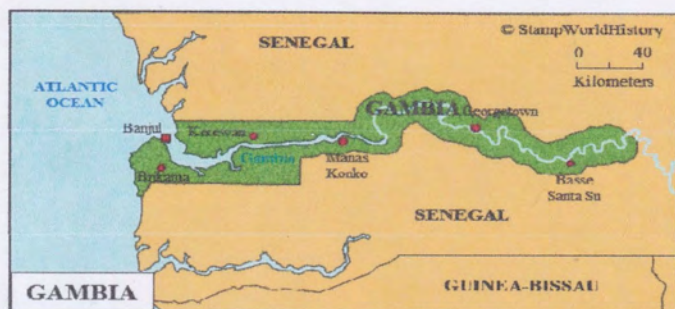 SENEGAL
© StampWorldHistory
0 40
Kilometers
ATLANTIC
OCEAN
GAMBIA
Georgetown
Banjul
Kerewan
Mansa
Konko
Gambia
Brikama
Basse
Santa Su
SENEGAL
GAMBIA
GUINEA-BISSAU